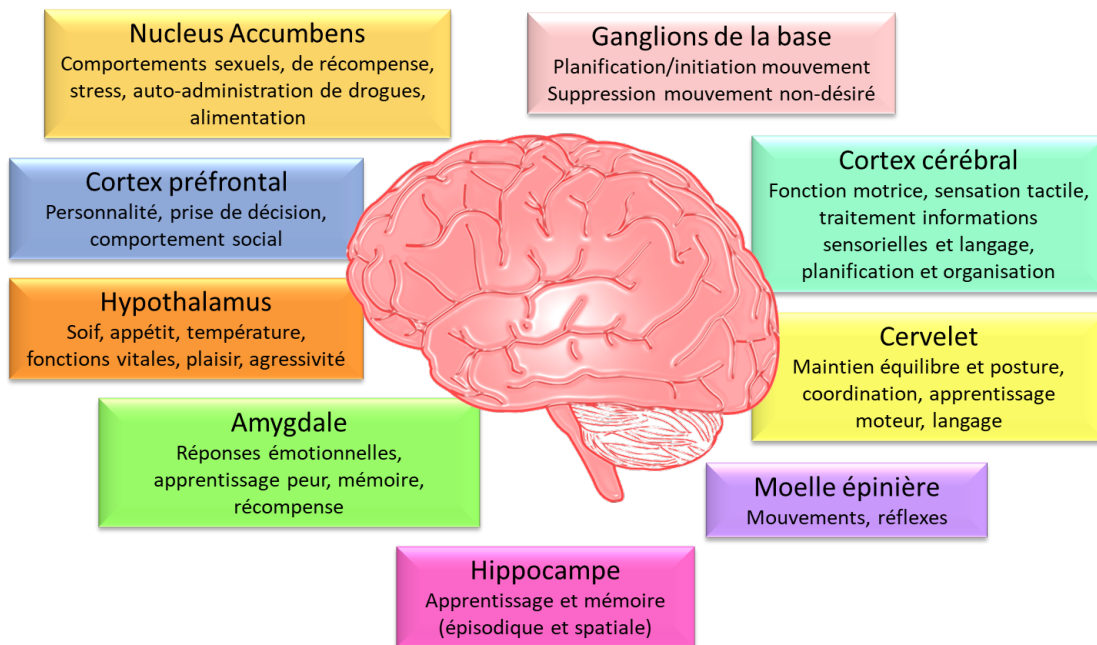 Nucleus Accumbens
Comportements sexuels, de récompense,
stress, auto-administration de drogues,
alimentation
Ganglions de la base
Planification/initiation mouvement
Suppression mouvement non-désiré
Cortex préfrontal
Personnalité, prise de décision,
comportement social
Cortex cérébral
Fonction motrice, sensation tactile,
traitement informations
sensorielles et langage,
planification et organisation
Hypothalamus
Soif, appétit, température,
fonctions vitales, plaisir, agressivité
Cervelet
Maintien équilibre et posture,
coordination, apprentissage
moteur, langage
Amygdale
Réponses émotionnelles,
apprentissage peur, mémoire,
récompense
Moelle épinière
Mouvements, réflexes
Hippocampe
Apprentissage et mémoire
(épisodique et spatiale)